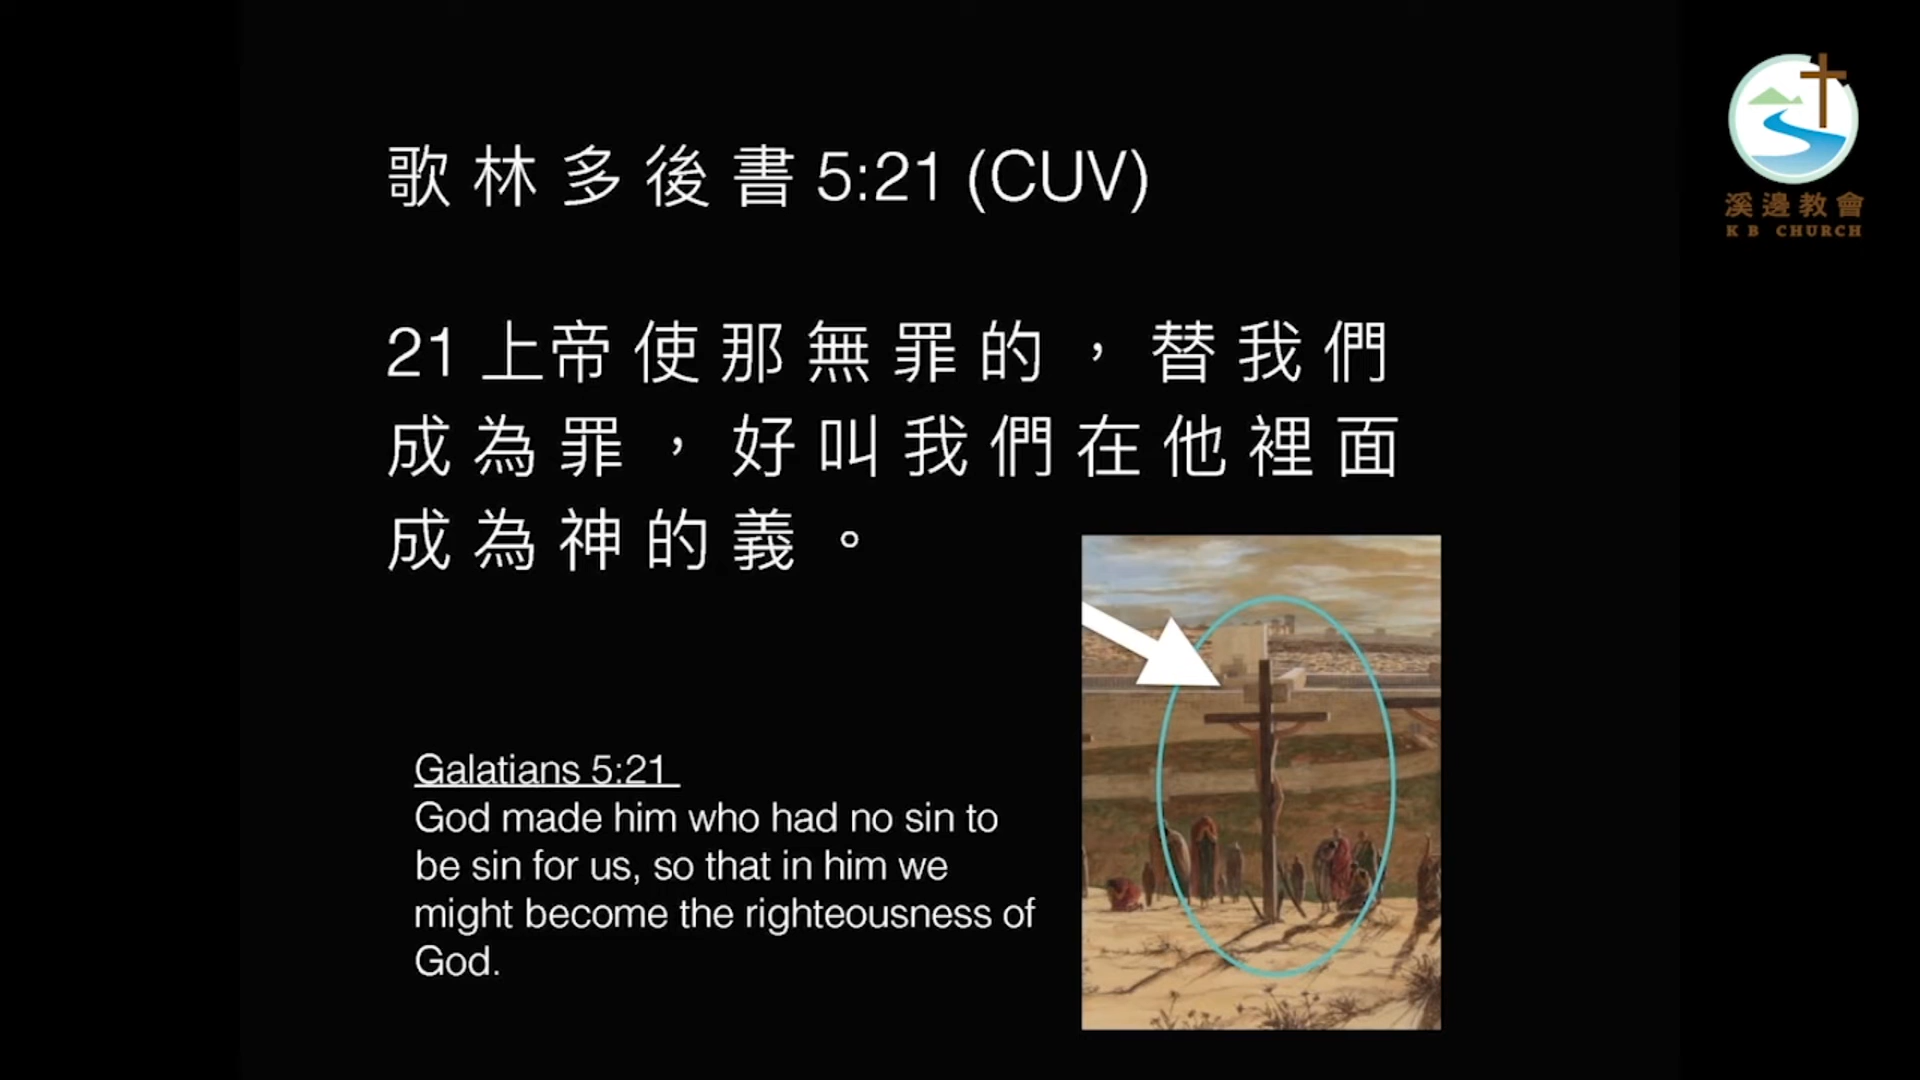 歌林多後書 5:21 (CUV)
21 上帝使那無罪的，替我們
成為罪，好叫我們在他裡面
成為神的義。
Galatians 5:21
God made him who had no sin to
be sin for us, so that in him we
might become the righteousness of
God.
溪邊教會
KB CHURCH